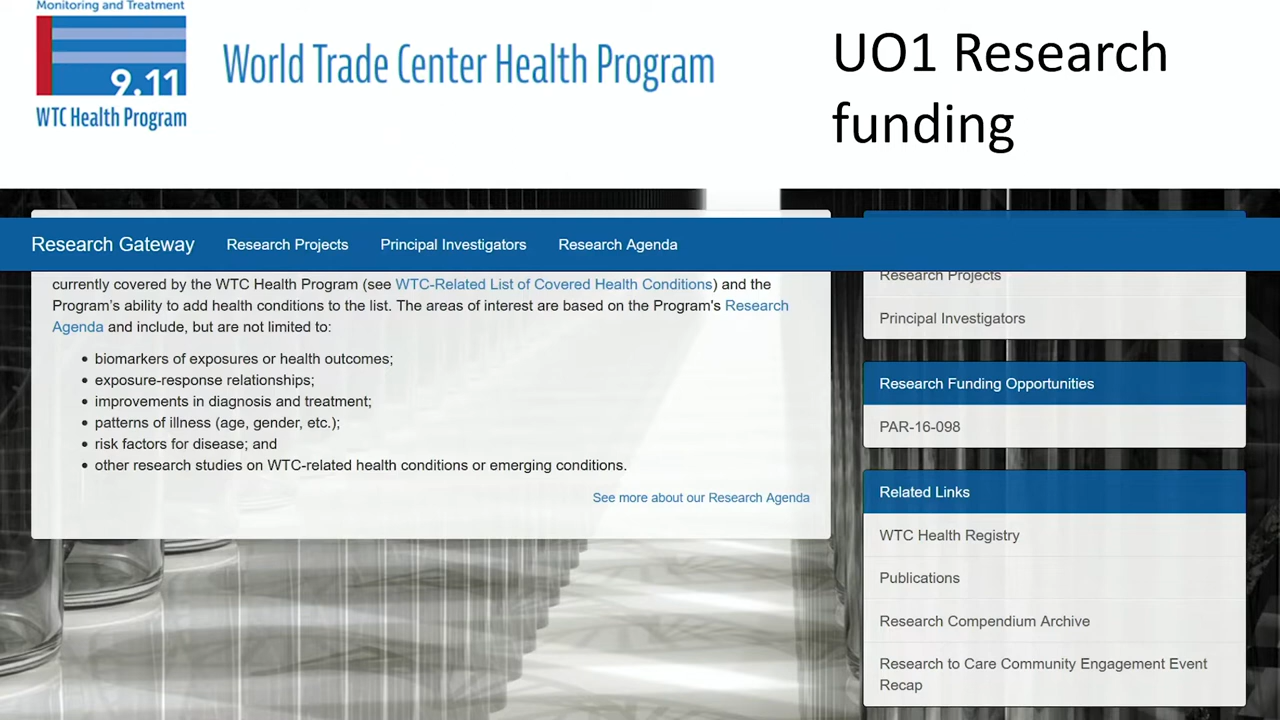 Monitoring and Treatment
9.11
WTC Health Program
World Trade Center Health Program
UO1 Research
funding
Research Gateway
Research Projects
Principal Investigators
Research Agenda
currently covered by the WTC Health Program (see WTC-Related List of Covered Health Conditions) and the
Program's ability to add health conditions to the list. The areas of interest are based on the Program's Research
Agenda and include, but are not limited to:
• biomarkers of exposures or health outcomes;
• exposure-response relationships;
• improvements in diagnosis and treatment;
• patterns of illness (age, gender, etc.);
• risk factors for disease; and
• other research studies on WTC-related health conditions or emerging conditions.
See more about our Research Agenda
Research Projects
Principal Investigators
Research Funding Opportunities
PAR-16-098
Related Links
WTC Health Registry
Publications
Research Compendium Archive
Research to Care Community Engagement Event
Recap